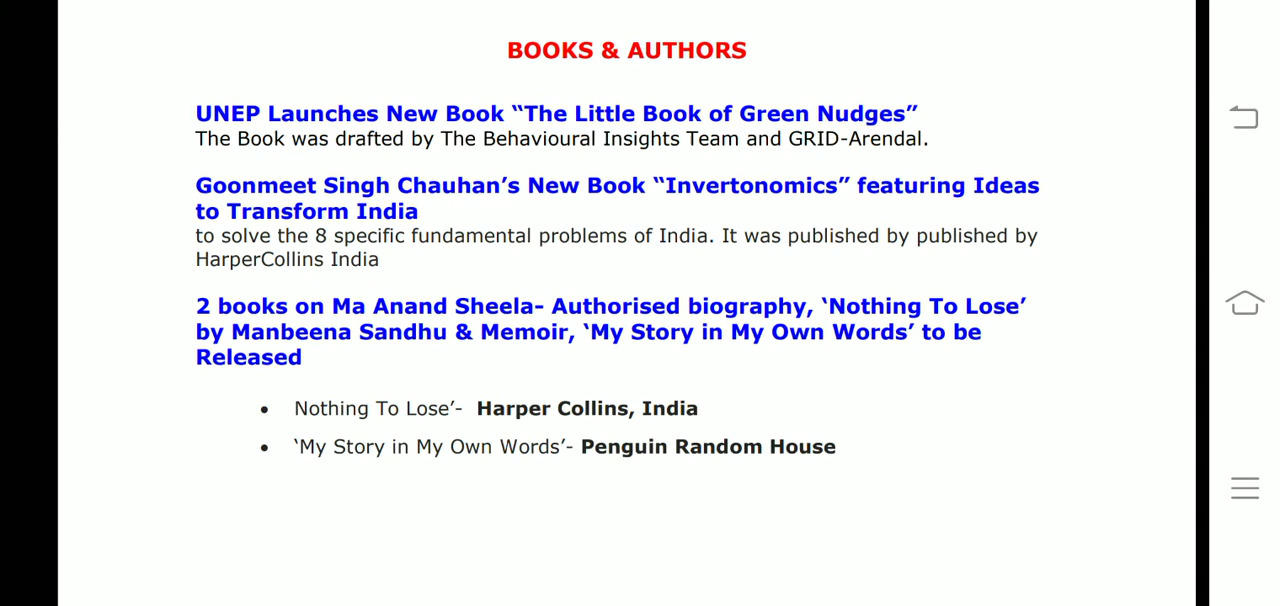 BOOKS & AUTHORS
UNEP Launches New Book “The Little Book of Green Nudges”
The Book was drafted by The Behavioural Insights Team and GRID-Arendal.
Goonmeet Singh Chauhan’s New Book “Invertonomics” featuring Ideas
to Transform India
to solve the 8 specific fundamental problems of India. It was published by published by
HarperCollins India
2 books on Ma Anand Sheela- Authorised biography, ‘Nothing To Lose’
by Manbeena Sandhu & Memoir, ‘My Story in My Own Words’ to be
Released
• Nothing To Lose’- Harper Collins, India
• ‘My Story in My Own Words’- Penguin Random House